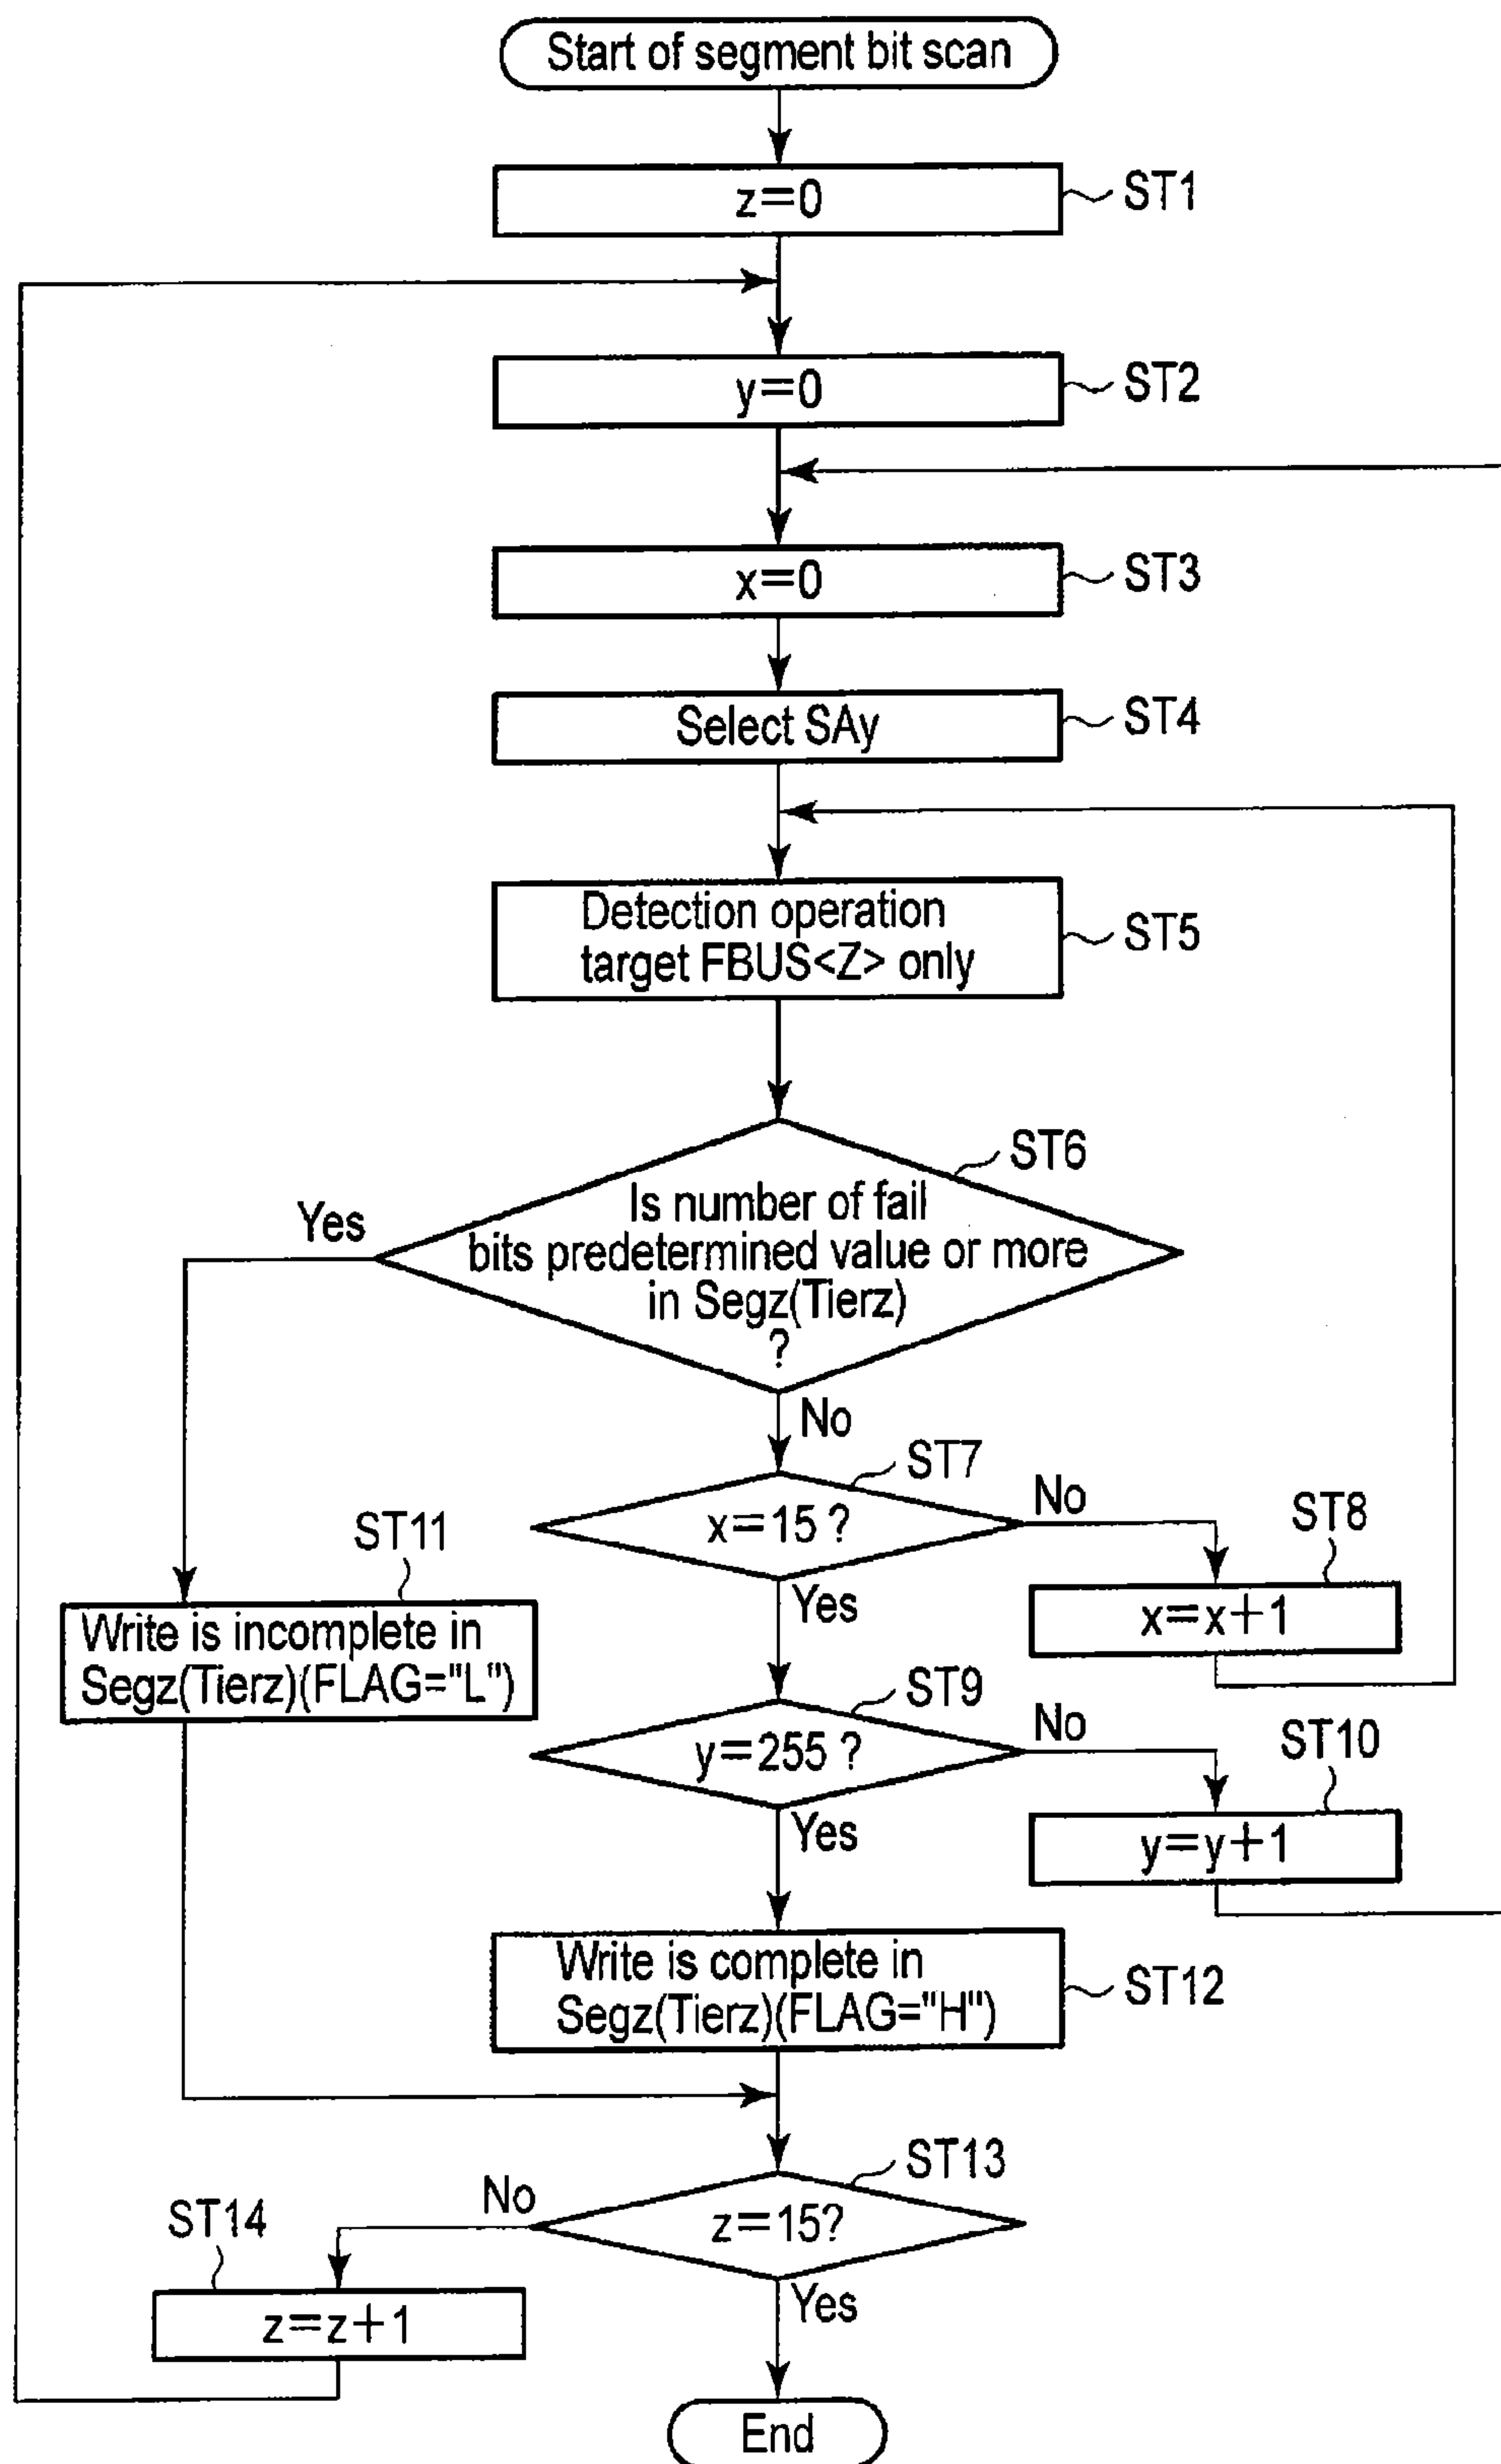 Start of segment bit scan
z=0
ST1
y=0
ST2
x=0
ST3
Select SAy
ST4
Detection operation
target FBUS<Z> only
ST5
ST6
Yes
Is number of fail
bits predetermined value or more
in Segz(Tierz)
?
No
ST7
x=15 ?
No
ST8
x=x+1
Yes
ST11
Write is incomplete in
Segz(Tierz)(FLAG="L")
ST9
y=255 ?
No
ST10
y=y+1
Yes
Write is complete in
Segz(Tierz)(FLAG="H")
ST12
ST13
z=15?
No
ST14
z=z+1
Yes
End